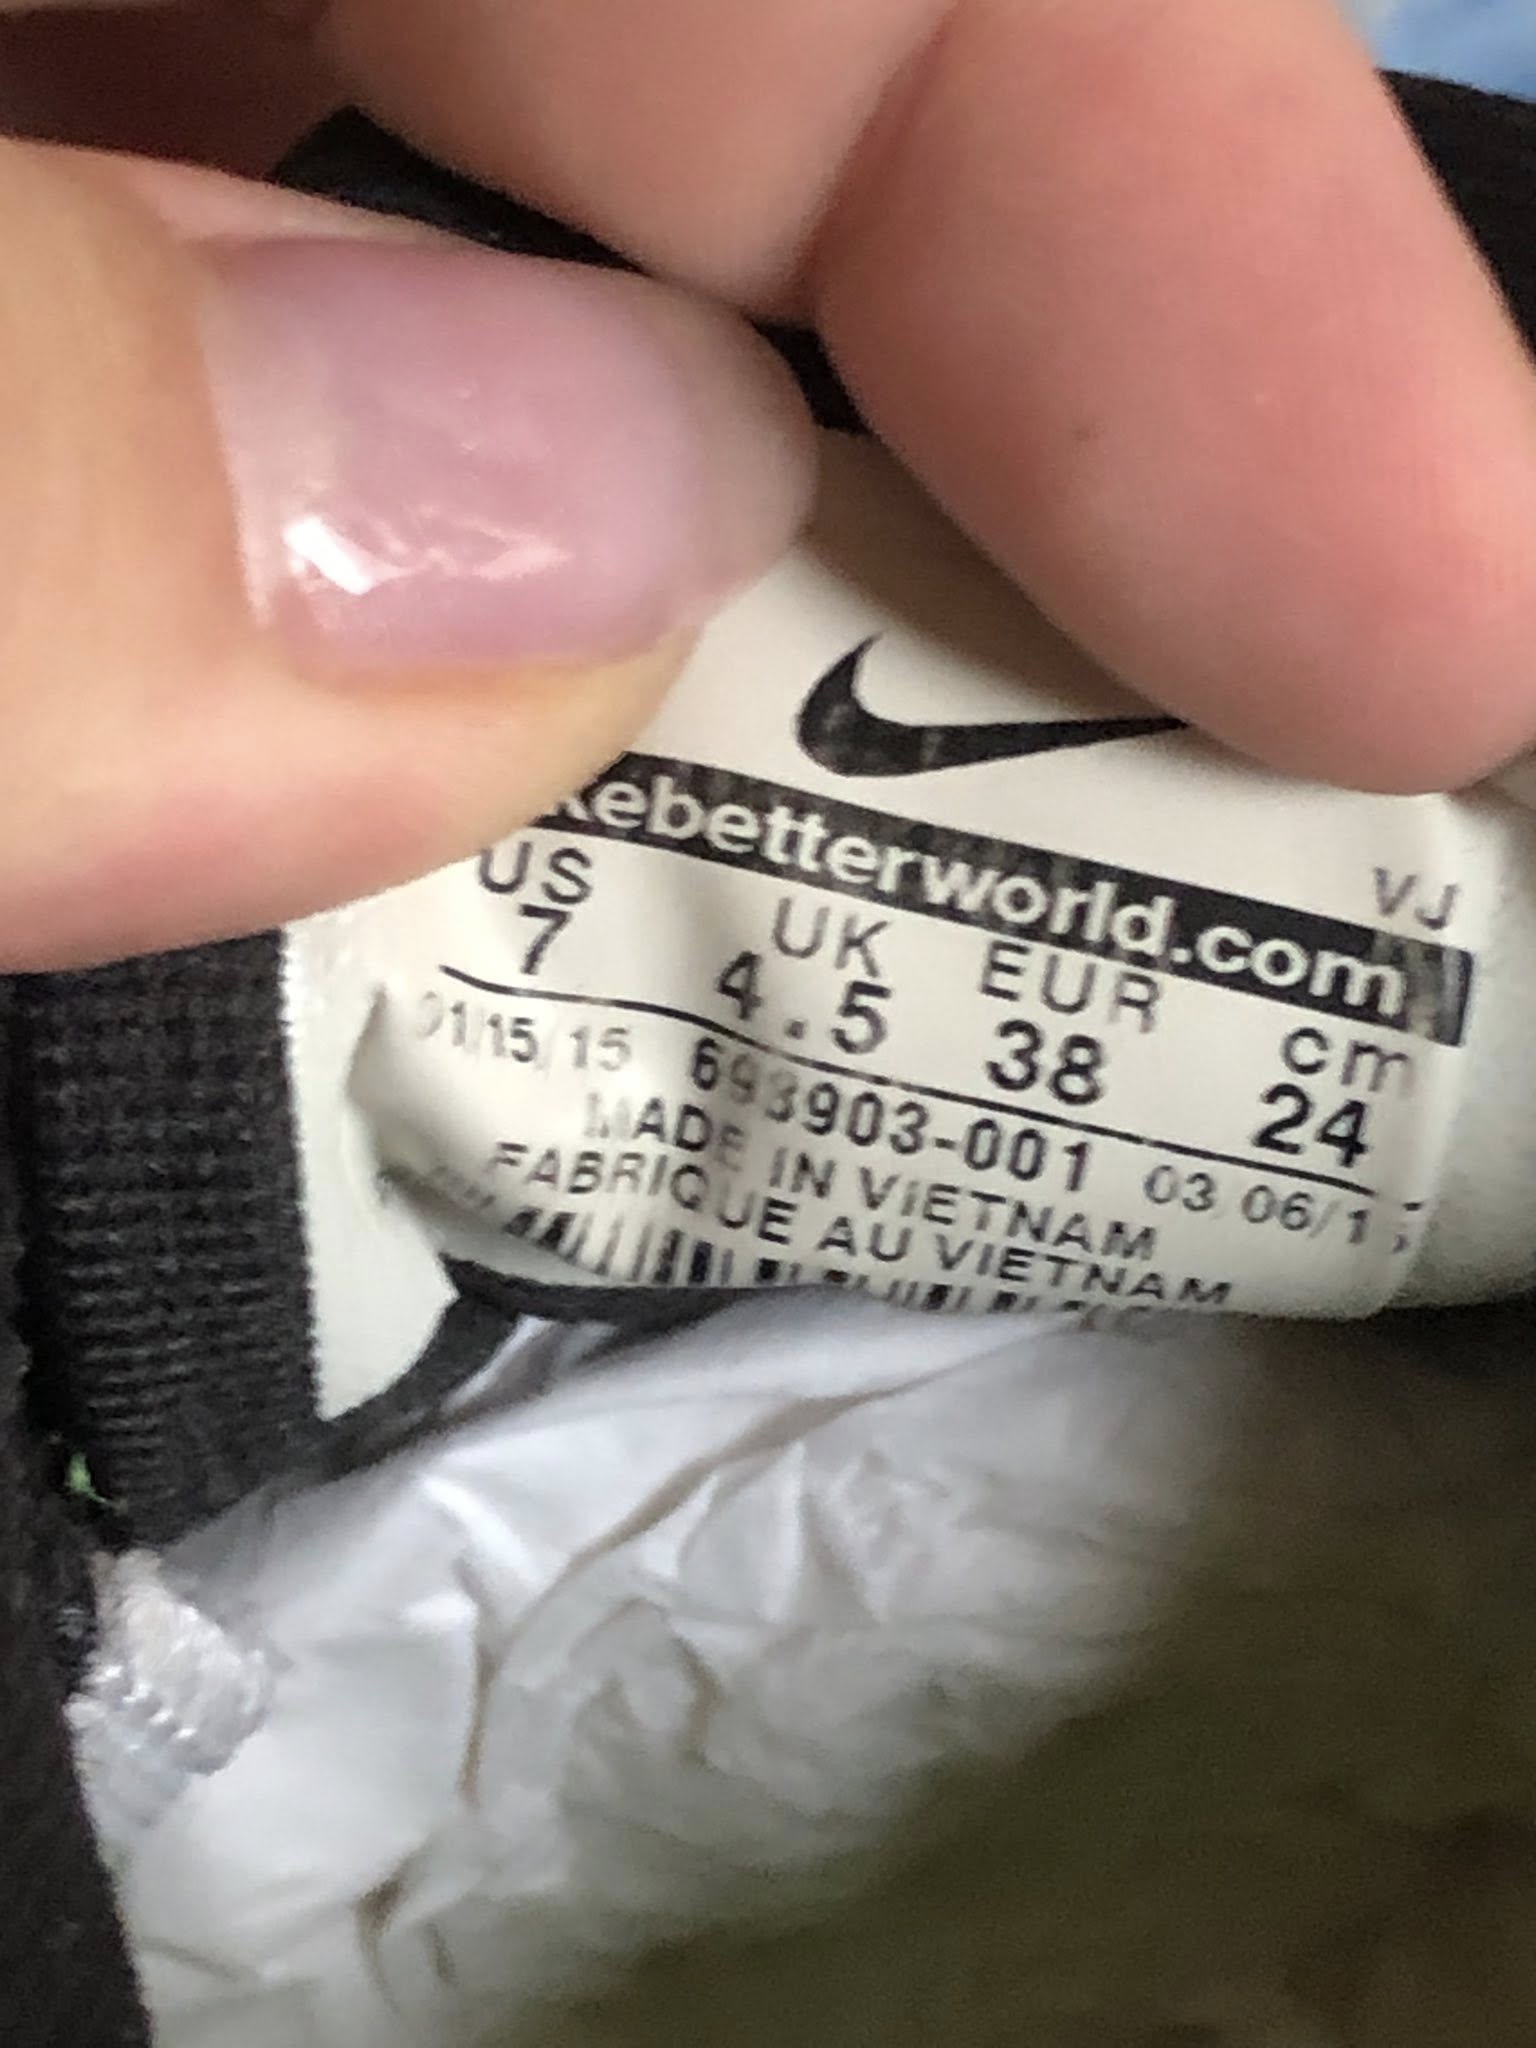 kebetterworld.com
VJ
US UK EUR cm
7 4.5 38 24
01/15/15 693903-001 03/06/1
MADE IN VIETNAM
FABRIQUE AU VIETNAM